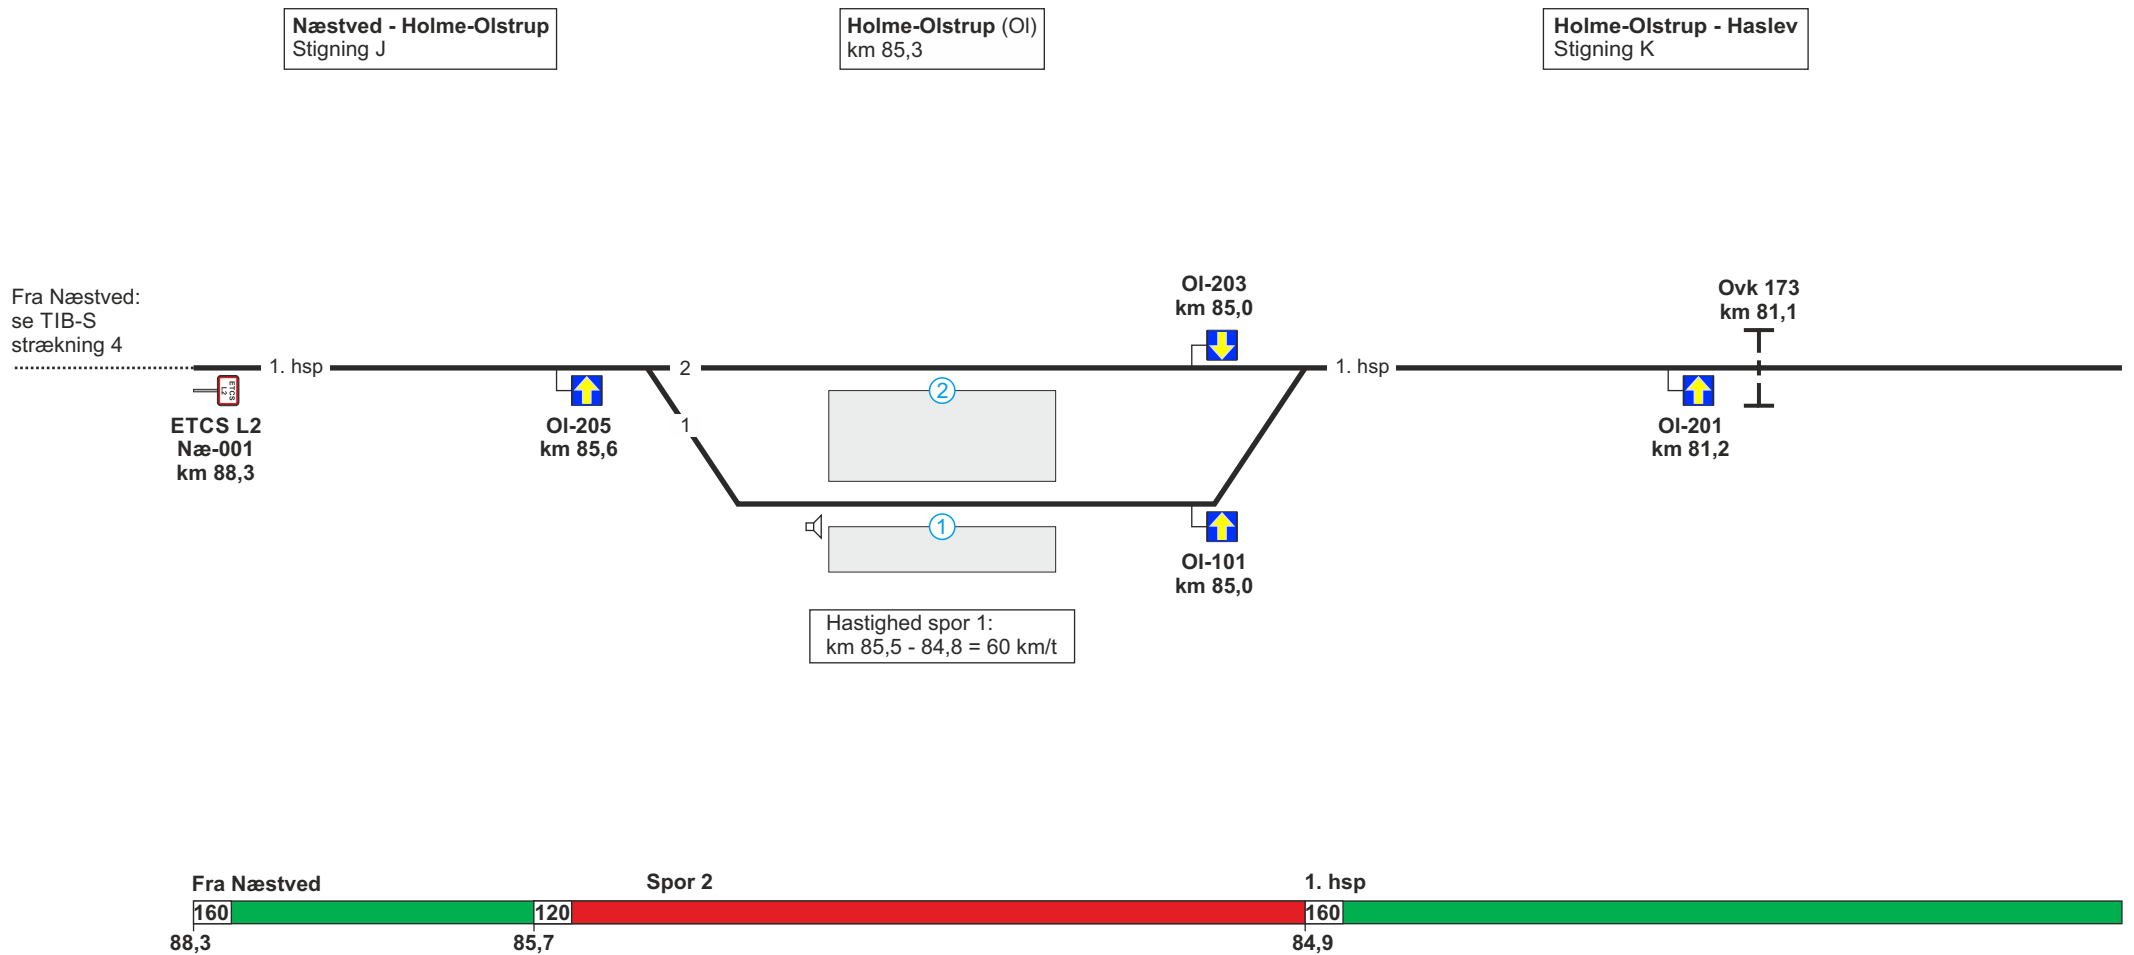 Næstved - Holme-Olstrup
Stigning J
Holme-Olstrup (Ol)
km 85,3
Holme-Olstrup - Haslev
Stigning K
Fra Næstved:
se TIB-S
strækning 4
1. hsp
ETCS
L2
ETCS L2
Næ-001
km 88,3
Ol-205
km 85,6
2
1
2
1
Ol-203
km 85,0
Ol-101
km 85,0
1. hsp
Ovk 173
km 81,1
Ol-201
km 81,2
Hastighed spor 1:
km 85,5 - 84,8 = 60 km/t
Fra Næstved
Spor 2
1. hsp
160
120
160
88,3
85,7
84,9